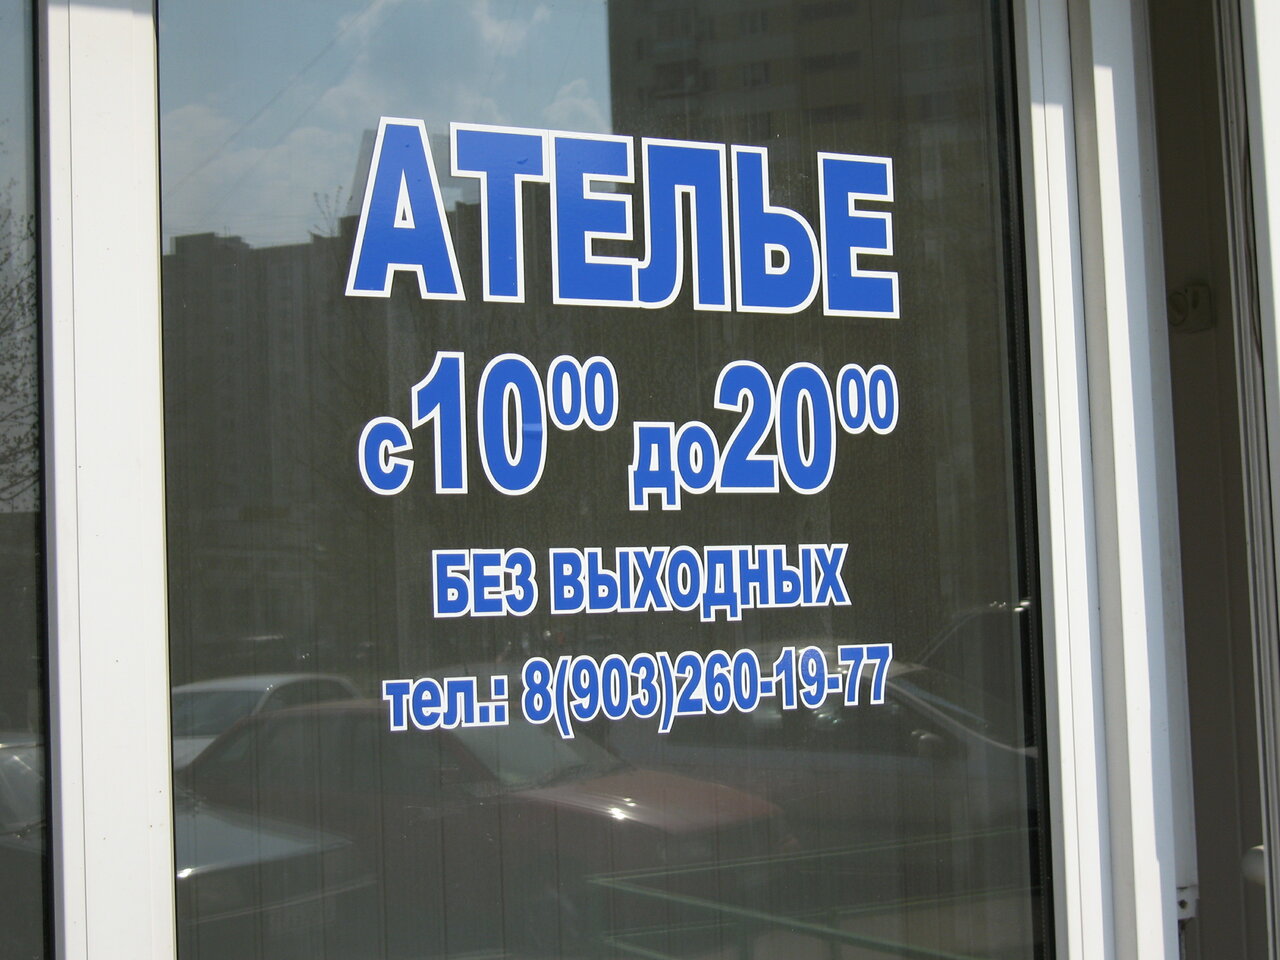 АТЕЛЬЕ
с 10⁰⁰ до 20⁰⁰
БЕЗ ВЫХОДНЫХ
тел.: 8(903)260-19-77